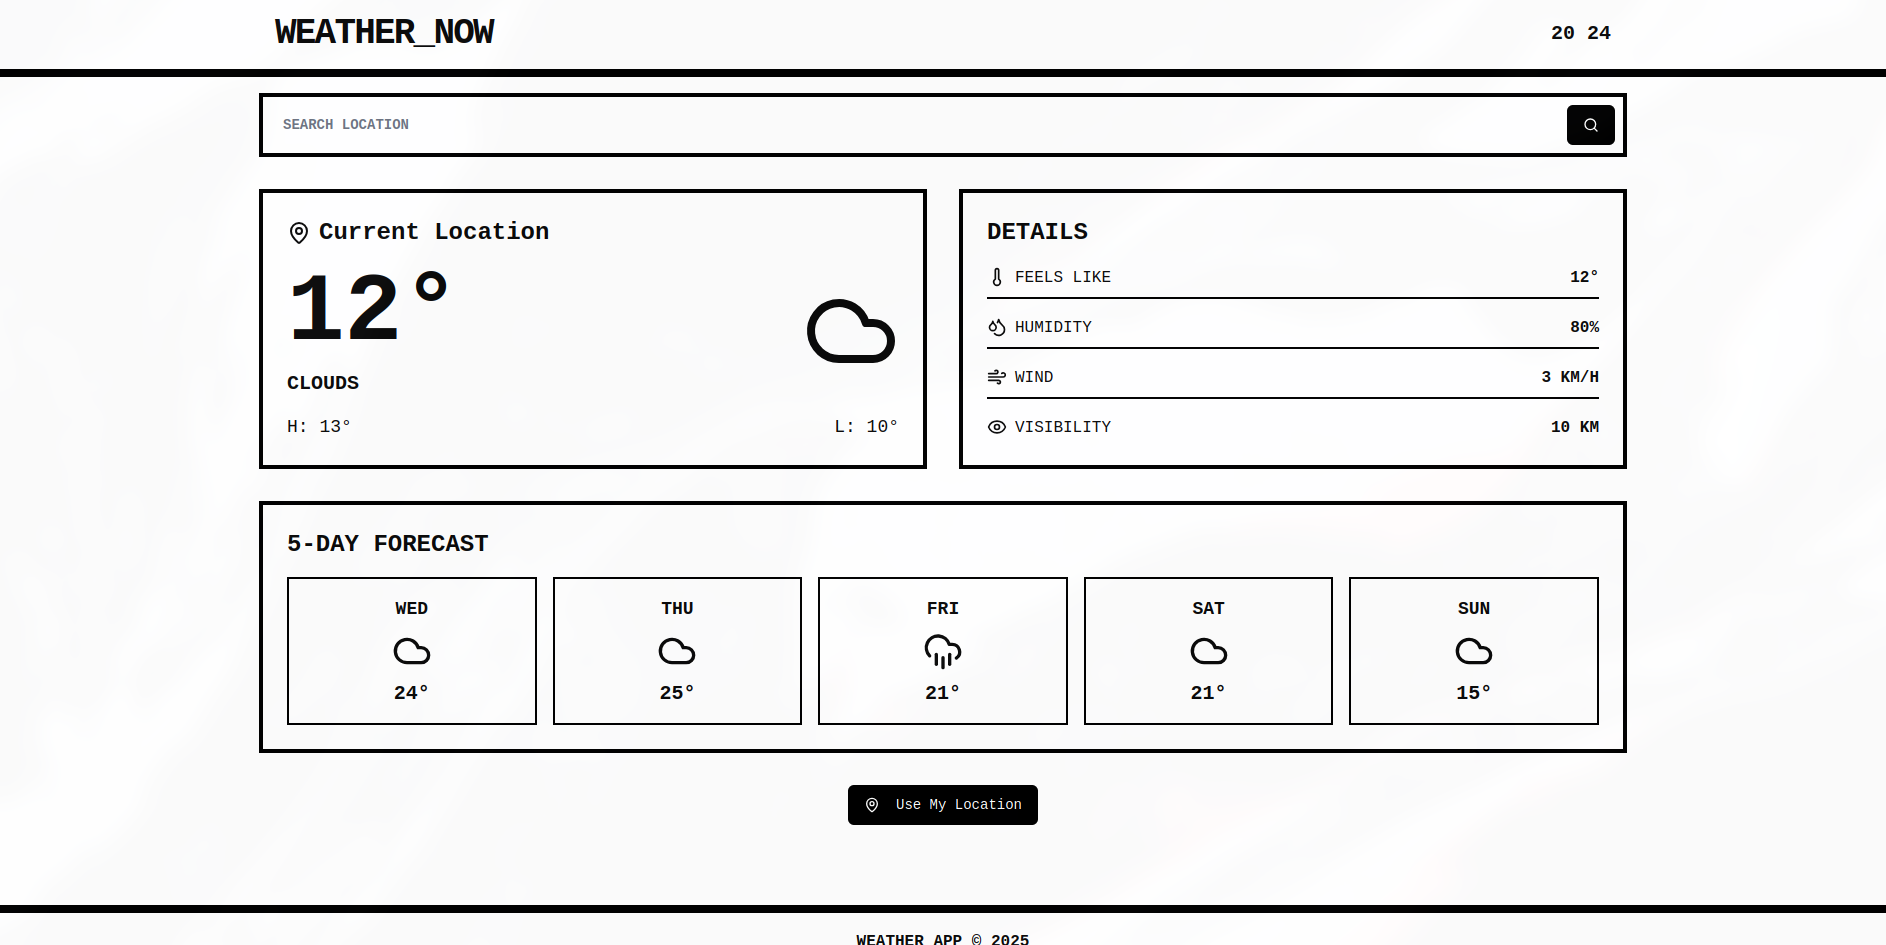 WEATHER_NOW
20 24
SEARCH LOCATION
Current Location
12°
CLOUDS
H: 13° L: 10°
DETAILS
FEELS LIKE 12°
HUMIDITY 80%
WIND 3 KM/H
VISIBILITY 10 KM
5-DAY FORECAST
WED
24°
THU
25°
FRI
21°
SAT
21°
SUN
15°
Use My Location
WEATHER APP © 2025